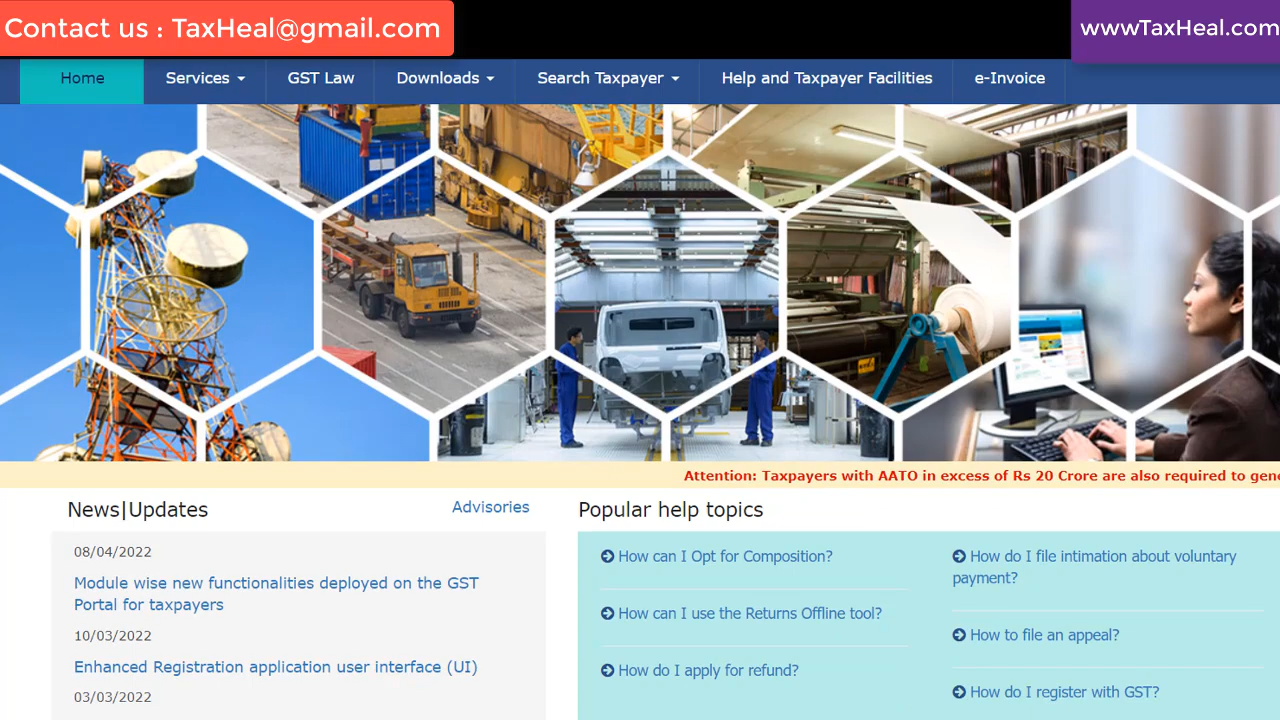 Contact us : TaxHeal@gmail.com
wwwTaxHeal.com
Home Services GST Law Downloads Search Taxpayer Help and Taxpayer Facilities e-Invoice
Attention: Taxpayers with AATO in excess of Rs 20 Crore are also required to gene
News|Updates
Advisories
08/04/2022
Module wise new functionalities deployed on the GST
Portal for taxpayers
10/03/2022
Enhanced Registration application user interface (UI)
03/03/2022
Popular help topics
How can I Opt for Composition?
How can I use the Returns Offline tool?
How do I apply for refund?
How do I file intimation about voluntary
payment?
How to file an appeal?
How do I register with GST?